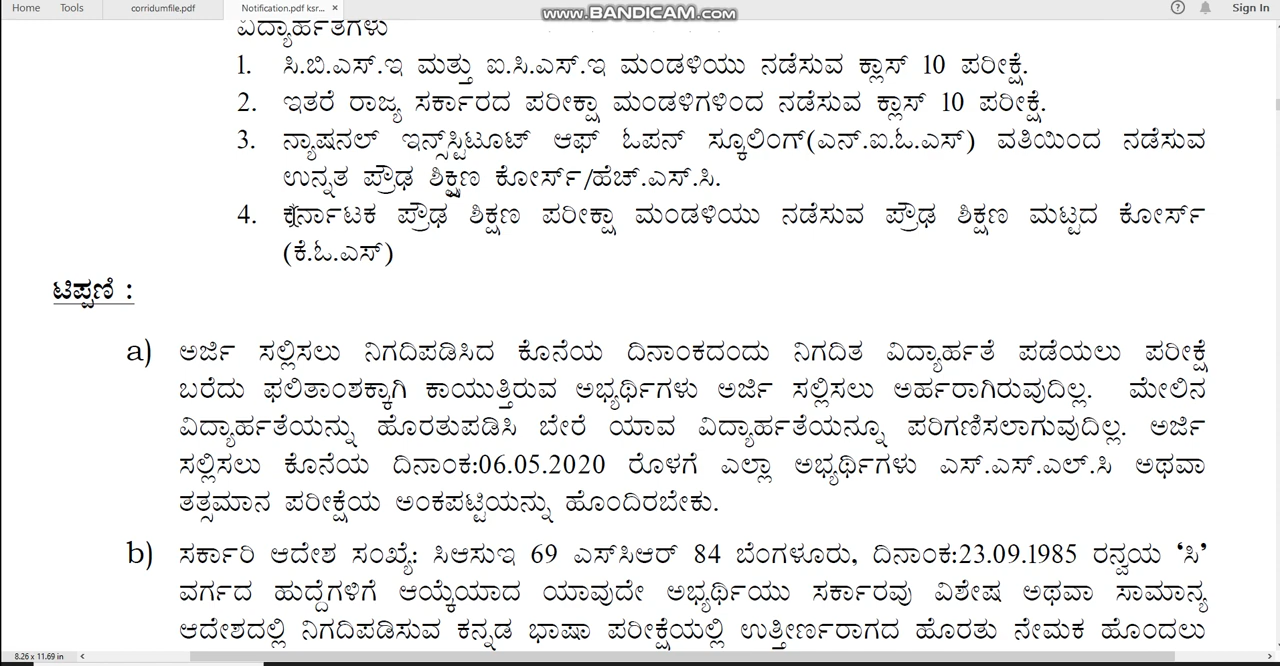 Home Tools corridumfile.pdf Notification.pdf ksr... × www.BANDICAM.com Sign In
ವಿದ್ಯಾರ್ಹತೆಗಳು
1. ಸಿ.ಬಿ.ಎಸ್.ಇ ಮತ್ತು ಐ.ಸಿ.ಎಸ್.ಇ ಮಂಡಳಿಯು ನಡೆಸುವ ಕ್ಲಾಸ್ 10 ಪರೀಕ್ಷೆ.
2. ಇತರೆ ರಾಜ್ಯ ಸರ್ಕಾರದ ಪರೀಕ್ಷಾ ಮಂಡಳಿಗಳಿಂದ ನಡೆಸುವ ಕ್ಲಾಸ್ 10 ಪರೀಕ್ಷೆ.
3. ನ್ಯಾಷನಲ್ ಇನ್ಸ್‌ಸ್ಟಿಟೂಟ್ ಆಫ್ ಓಪನ್ ಸ್ಕೂಲಿಂಗ್(ಎನ್.ಐ.ಓ.ಎಸ್) ವತಿಯಿಂದ ನಡೆಸುವ
ಉನ್ನತ ಪ್ರೌಢ ಶಿಕ್ಷಣ ಕೋರ್ಸ್/ಹೆಚ್.ಎಸ್.ಸಿ.
4. ಕರ್ನಾಟಕ ಪ್ರೌಢ ಶಿಕ್ಷಣ ಪರೀಕ್ಷಾ ಮಂಡಳಿಯು ನಡೆಸುವ ಪ್ರೌಢ ಶಿಕ್ಷಣ ಮಟ್ಟದ ಕೋರ್ಸ್
(ಕೆ.ಓ.ಎಸ್)
ಟಿಪ್ಪಣಿ :
a) ಅರ್ಜಿ ಸಲ್ಲಿಸಲು ನಿಗದಿಪಡಿಸಿದ ಕೊನೆಯ ದಿನಾಂಕದಂದು ನಿಗದಿತ ವಿದ್ಯಾರ್ಹತೆ ಪಡೆಯಲು ಪರೀಕ್ಷೆ
ಬರೆದು ಫಲಿತಾಂಶಕ್ಕಾಗಿ ಕಾಯುತ್ತಿರುವ ಅಭ್ಯರ್ಥಿಗಳು ಅರ್ಜಿ ಸಲ್ಲಿಸಲು ಅರ್ಹರಾಗಿರುವುದಿಲ್ಲ. ಮೇಲಿನ
ವಿದ್ಯಾರ್ಹತೆಯನ್ನು ಹೊರತುಪಡಿಸಿ ಬೇರೆ ಯಾವ ವಿದ್ಯಾರ್ಹತೆಯನ್ನೂ ಪರಿಗಣಿಸಲಾಗುವುದಿಲ್ಲ. ಅರ್ಜಿ
ಸಲ್ಲಿಸಲು ಕೊನೆಯ ದಿನಾಂಕ:06.05.2020 ರೊಳಗೆ ಎಲ್ಲಾ ಅಭ್ಯರ್ಥಿಗಳು ಎಸ್.ಎಸ್.ಎಲ್.ಸಿ ಅಥವಾ
ತತ್ಸಮಾನ ಪರೀಕ್ಷೆಯ ಅಂಕಪಟ್ಟಿಯನ್ನು ಹೊಂದಿರಬೇಕು.
b) ಸರ್ಕಾರಿ ಆದೇಶ ಸಂಖ್ಯೆ: ಸಿಆಸುಇ 69 ಎಸ್‌ಸಿಆರ್ 84 ಬೆಂಗಳೂರು, ದಿನಾಂಕ:23.09.1985 ರನ್ವಯ ‘ಸಿ’
ವರ್ಗದ ಹುದ್ದೆಗಳಿಗೆ ಆಯ್ಕೆಯಾದ ಯಾವುದೇ ಅಭ್ಯರ್ಥಿಯು ಸರ್ಕಾರವು ವಿಶೇಷ ಅಥವಾ ಸಾಮಾನ್ಯ
ಆದೇಶದಲ್ಲಿ ನಿಗದಿಪಡಿಸುವ ಕನ್ನಡ ಭಾಷಾ ಪರೀಕ್ಷೆಯಲ್ಲಿ ಉತ್ತೀರ್ಣರಾಗದ ಹೊರತು ನೇಮಕ ಹೊಂದಲು
8.26 x 11.69 in